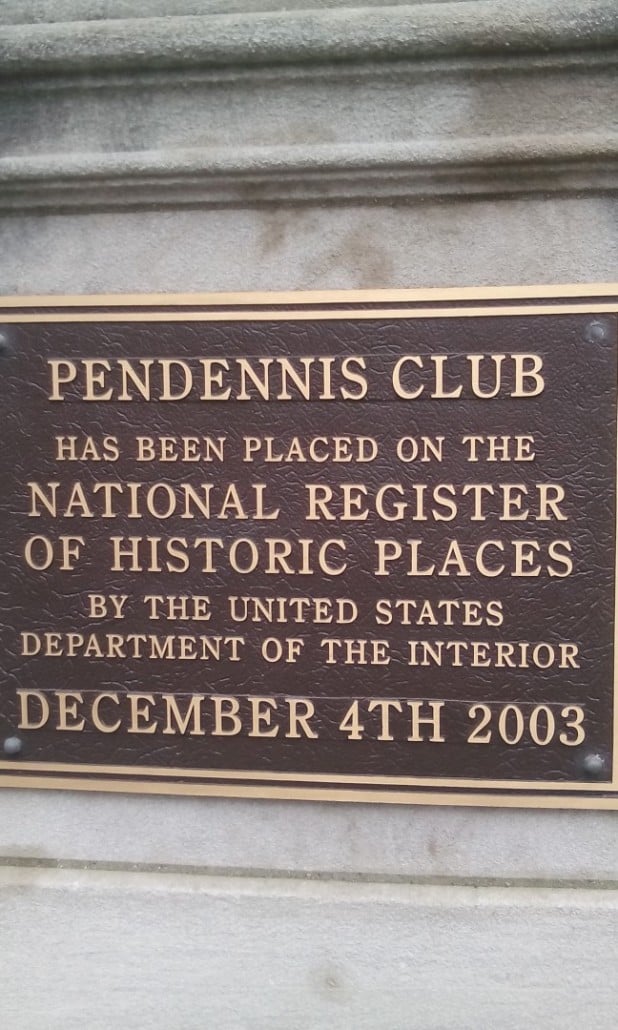 PENDENNIS CLUB
HAS BEEN PLACED ON THE
NATIONAL REGISTER
OF HISTORIC PLACES
BY THE UNITED STATES
DEPARTMENT OF THE INTERIOR
DECEMBER 4TH 2003